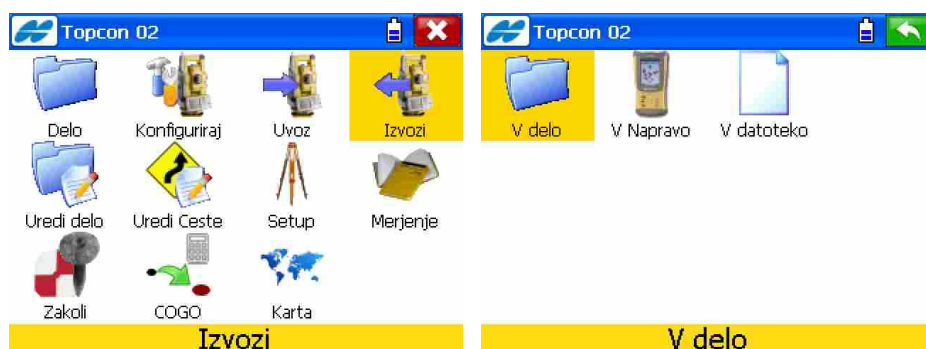 Topcon 02
Delo Konfiguriraj Uvoz Izvozi
Uredi delo Uredi Ceste Setup Merjenje
Zakoli COGO Karta
Izvozi
Topcon 02
V delo V Napravo V datoteko
V delo